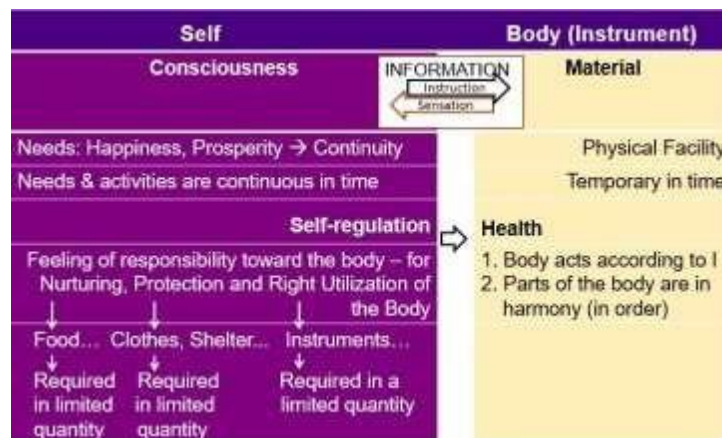 Self
Body (Instrument)
Consciousness
INFORMATION
Instruction
Sensation
Material
Needs: Happiness, Prosperity → Continuity
Physical Facility
Needs & activities are continuous in time
Temporary in time
Self-regulation
Health
Feeling of responsibility toward the body – for
Nurturing, Protection and Right Utilization of
the Body
1. Body acts according to I
2. Parts of the body are in
harmony (in order)
Food... Clothes, Shelter... Instruments...
Required
in limited
quantity
Required
in limited
quantity
Required in a
limited quantity